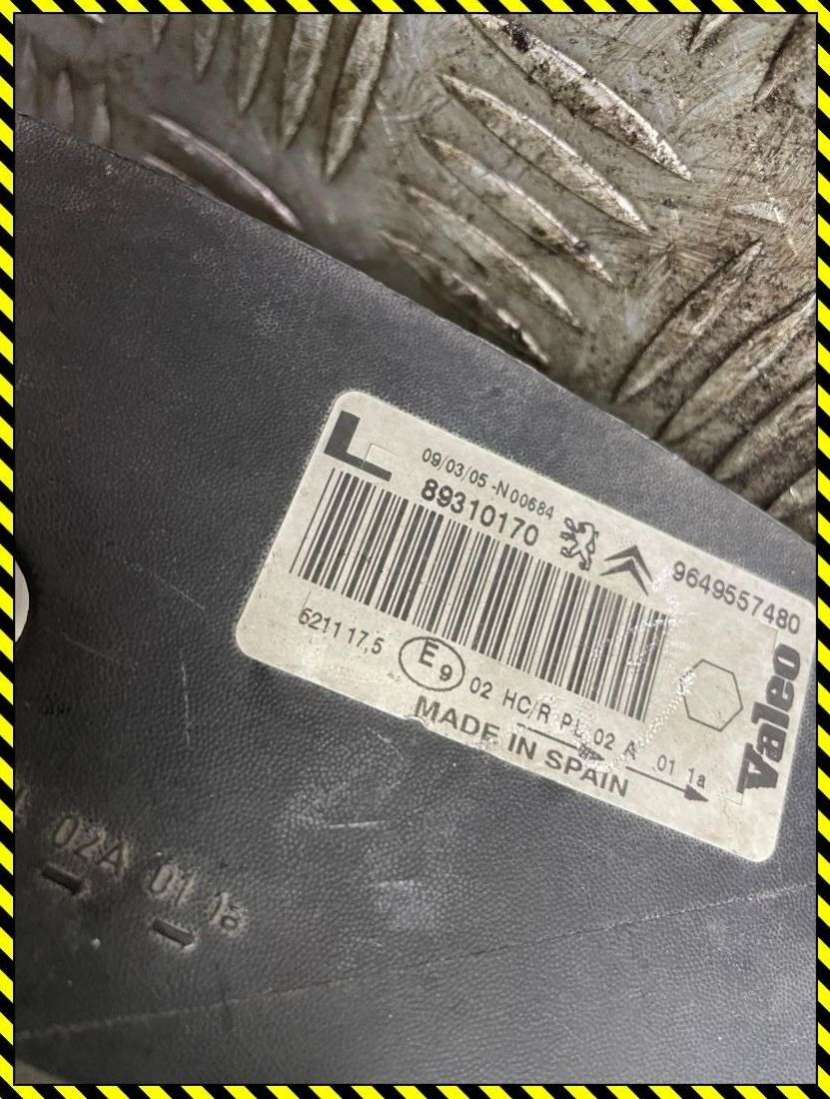 L
09/03/05 -N00684
89310170
9649557480
6211 17,5
E9
02 HC/R PL 02 A 01 1a
MADE IN SPAIN
Valeo
02A 01 1a